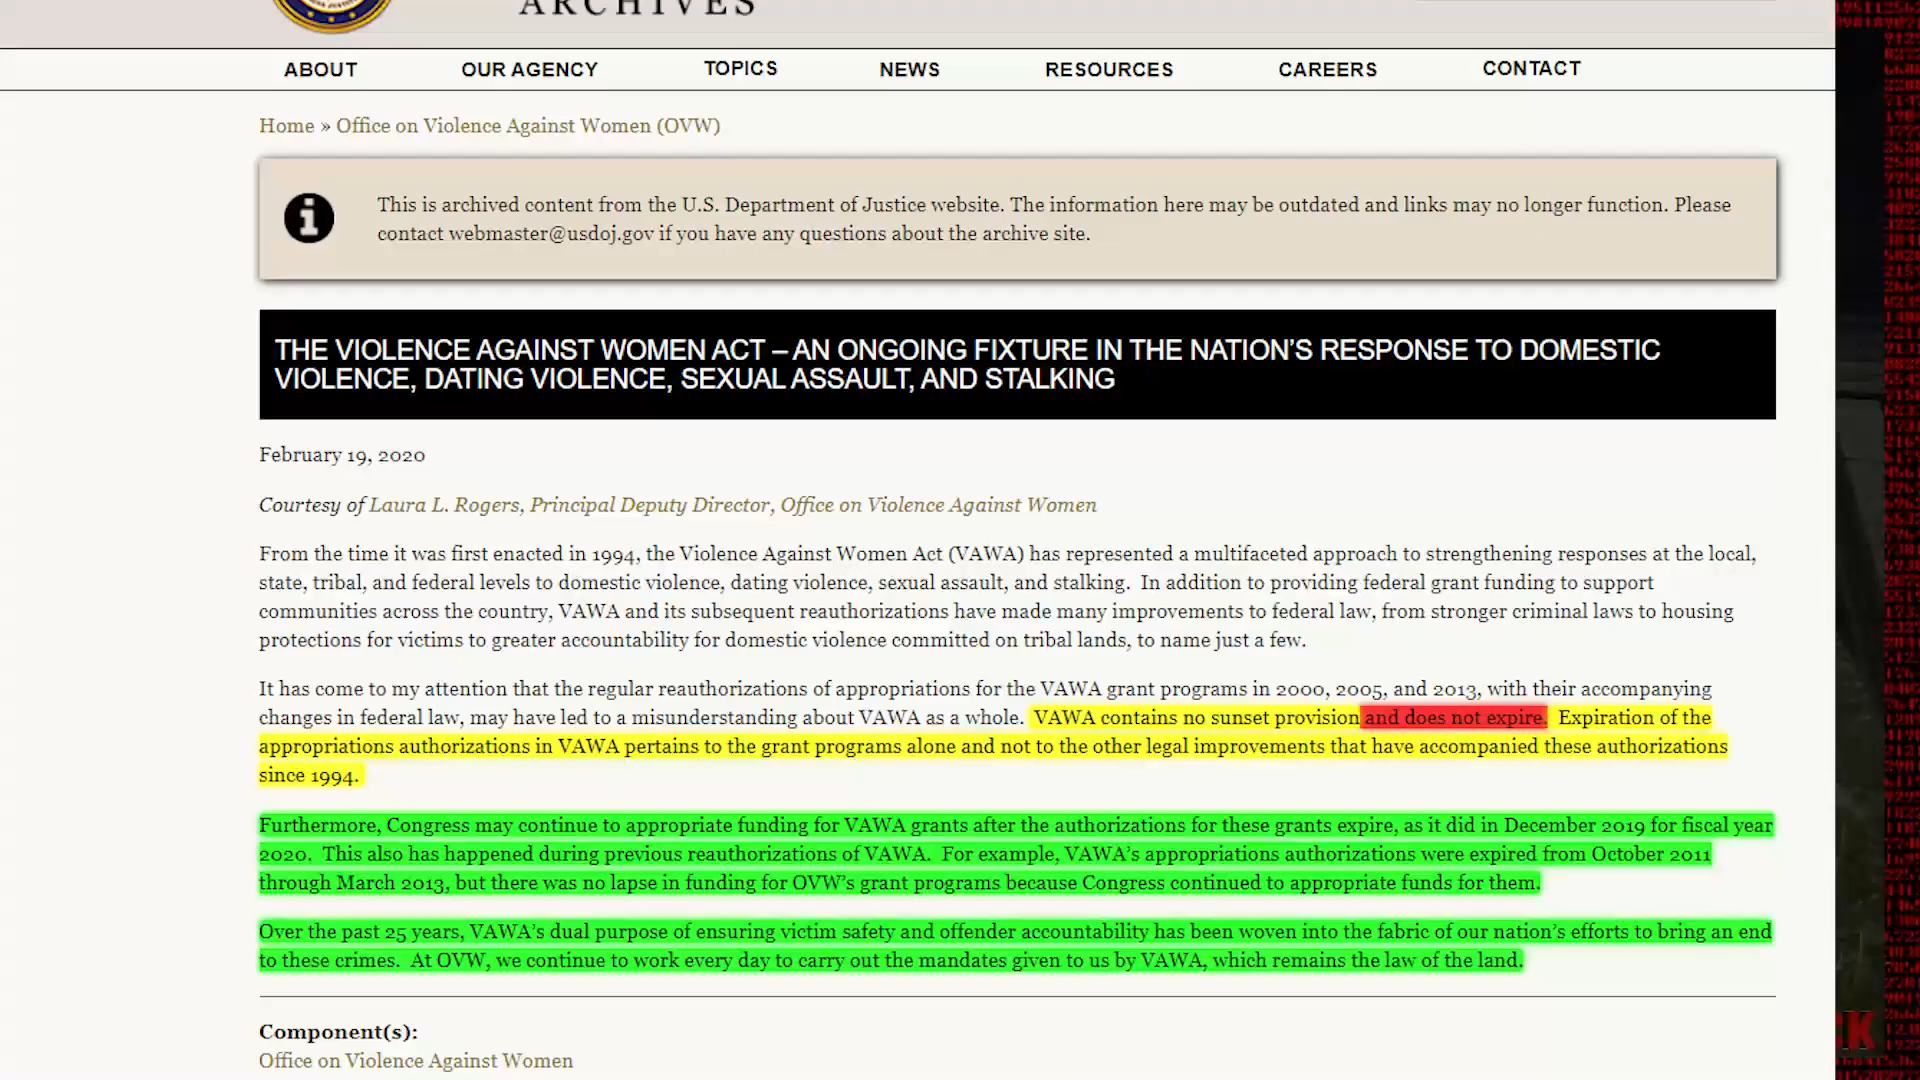 ARCHIVES
ABOUT OUR AGENCY TOPICS NEWS RESOURCES CAREERS CONTACT
Home » Office on Violence Against Women (OVW)
This is archived content from the U.S. Department of Justice website. The information here may be outdated and links may no longer function. Please
contact webmaster@usdoj.gov if you have any questions about the archive site.
THE VIOLENCE AGAINST WOMEN ACT – AN ONGOING FIXTURE IN THE NATION’S RESPONSE TO DOMESTIC
VIOLENCE, DATING VIOLENCE, SEXUAL ASSAULT, AND STALKING
February 19, 2020
Courtesy of Laura L. Rogers, Principal Deputy Director, Office on Violence Against Women
From the time it was first enacted in 1994, the Violence Against Women Act (VAWA) has represented a multifaceted approach to strengthening responses at the local,
state, tribal, and federal levels to domestic violence, dating violence, sexual assault, and stalking.  In addition to providing federal grant funding to support
communities across the country, VAWA and its subsequent reauthorizations have made many improvements to federal law, from stronger criminal laws to housing
protections for victims to greater accountability for domestic violence committed on tribal lands, to name just a few.
It has come to my attention that the regular reauthorizations of appropriations for the VAWA grant programs in 2000, 2005, and 2013, with their accompanying
changes in federal law, may have led to a misunderstanding about VAWA as a whole.  VAWA contains no sunset provision and does not expire.  Expiration of the
appropriations authorizations in VAWA pertains to the grant programs alone and not to the other legal improvements that have accompanied these authorizations
since 1994.
Furthermore, Congress may continue to appropriate funding for VAWA grants after the authorizations for these grants expire, as it did in December 2019 for fiscal year
2020.  This also has happened during previous reauthorizations of VAWA.  For example, VAWA’s appropriations authorizations were expired from October 2011
through March 2013, but there was no lapse in funding for OVW’s grant programs because Congress continued to appropriate funds for them.
Over the past 25 years, VAWA’s dual purpose of ensuring victim safety and offender accountability has been woven into the fabric of our nation’s efforts to bring an end
to these crimes.  At OVW, we continue to work every day to carry out the mandates given to us by VAWA, which remains the law of the land.
Component(s):
Office on Violence Against Women